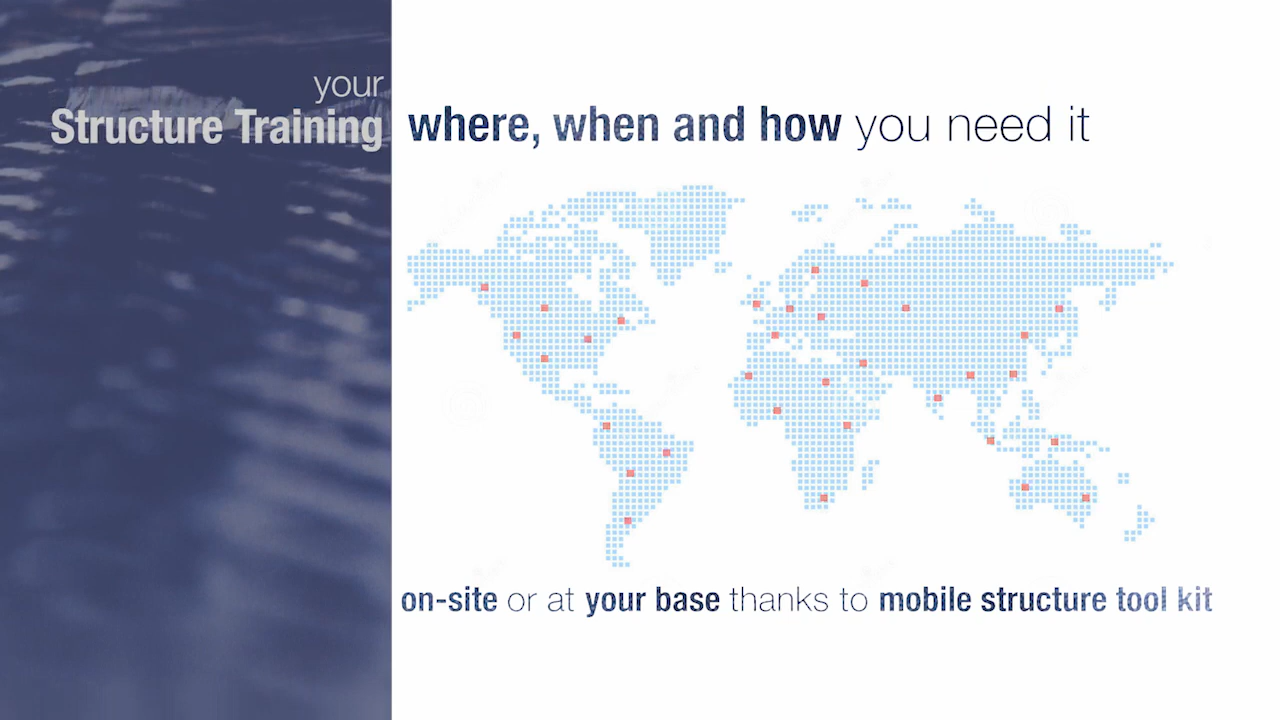 your
Structure Training where, when and how you need it
on-site or at your base thanks to mobile structure tool kit